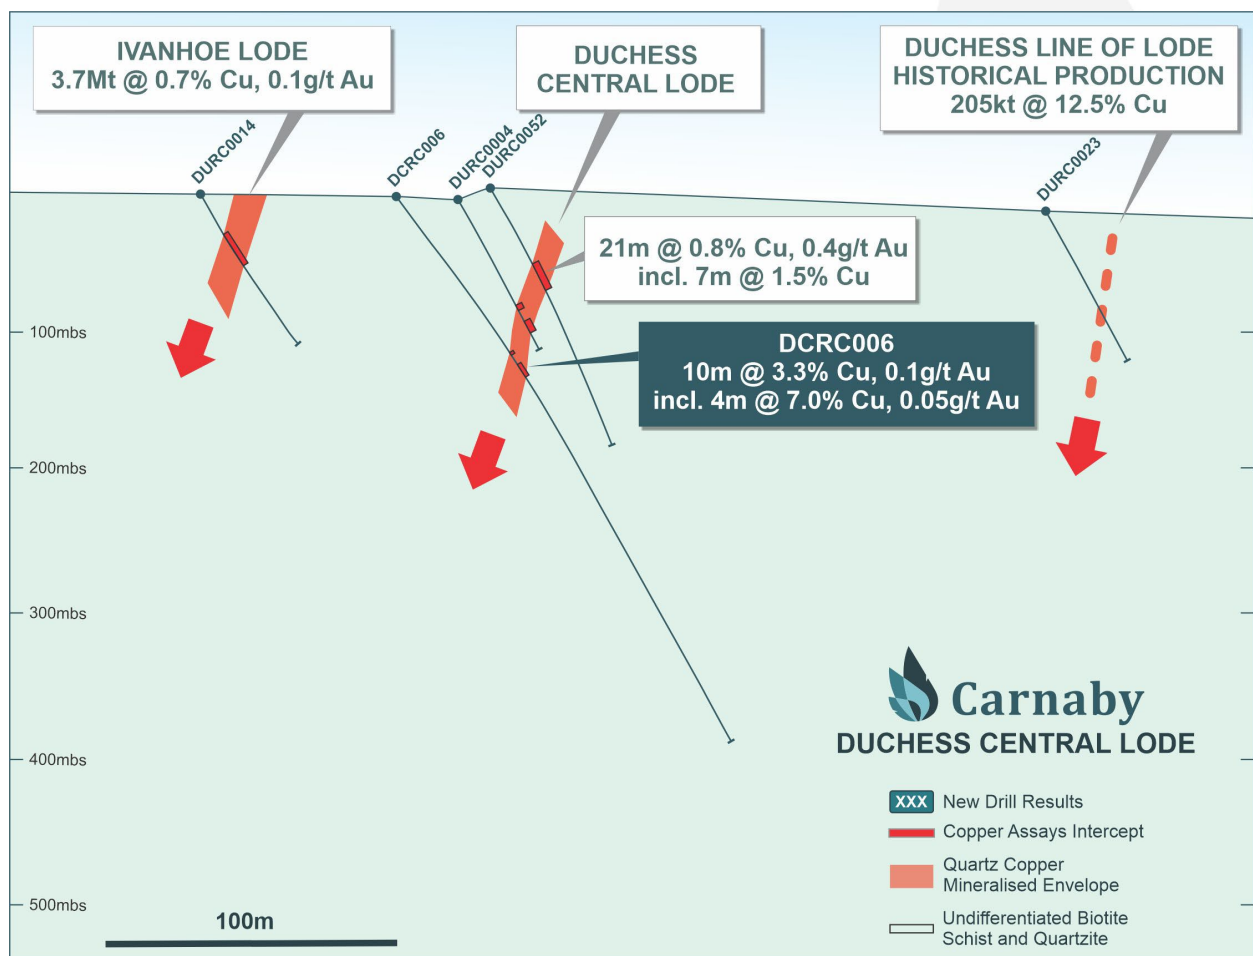 IVANHOE LODE
3.7Mt @ 0.7% Cu, 0.1g/t Au
DUCHESS
CENTRAL LODE
DUCHESS LINE OF LODE
HISTORICAL PRODUCTION
205kt @ 12.5% Cu
DURC0014
DCRC006
DURC0004
DURC0052
DURC0023
21m @ 0.8% Cu, 0.4g/t Au
incl. 7m @ 1.5% Cu
DCRC006
10m @ 3.3% Cu, 0.1g/t Au
incl. 4m @ 7.0% Cu, 0.05g/t Au
100mbs
200mbs
300mbs
400mbs
500mbs
100m
Carnaby
DUCHESS CENTRAL LODE
XXX New Drill Results
Copper Assays Intercept
Quartz Copper
Mineralised Envelope
Undifferentiated Biotite
Schist and Quartzite